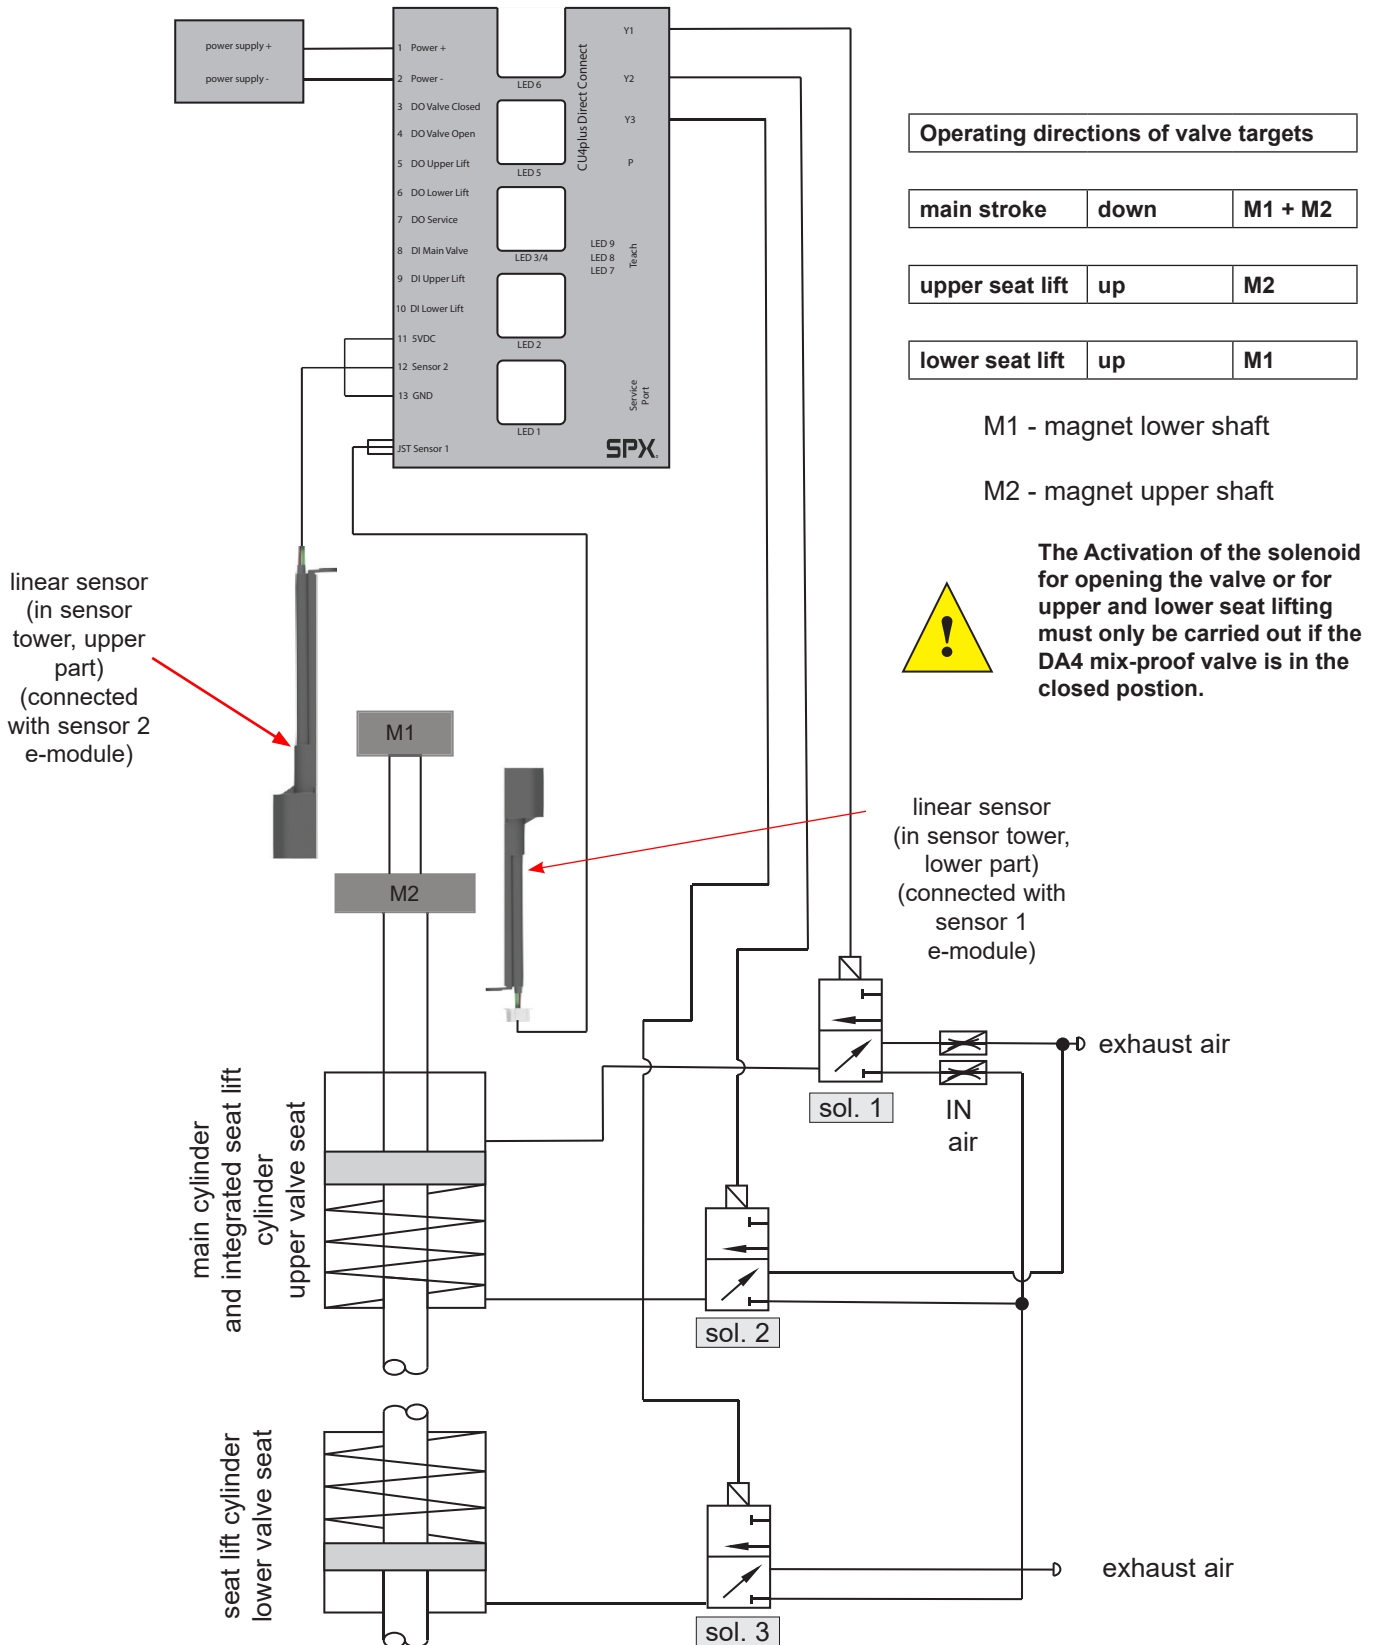 power supply +
power supply -
1 Power +
2 Power -
3 DO Valve Closed
4 DO Valve Open
5 DO Upper Lift
6 DO Lower Lift
7 DO Service
8 DI Main Valve
9 DI Upper Lift
10 DI Lower Lift
11 5VDC
12 Sensor 2
13 GND
JST Sensor 1
LED 6
LED 5
LED 3/4
LED 2
LED 1
CU4plus Direct Connect
Y1
Y2
Y3
P
LED 9
LED 8
LED 7
Teach
Service
Port
SPX
Operating directions of valve targets
main stroke down M1 + M2
upper seat lift up M2
lower seat lift up M1
M1 - magnet lower shaft
M2 - magnet upper shaft
!
The Activation of the solenoid
for opening the valve or for
upper and lower seat lifting
must only be carried out if the
DA4 mix-proof valve is in the
closed postion.
linear sensor
(in sensor
tower, upper
part)
(connected
with sensor 2
e-module)
M1
M2
linear sensor
(in sensor tower,
lower part)
(connected with
sensor 1
e-module)
exhaust air
sol. 1
IN
air
main cylinder
and integrated seat lift
cylinder
upper valve seat
sol. 2
seat lift cylinder
lower valve seat
exhaust air
sol. 3